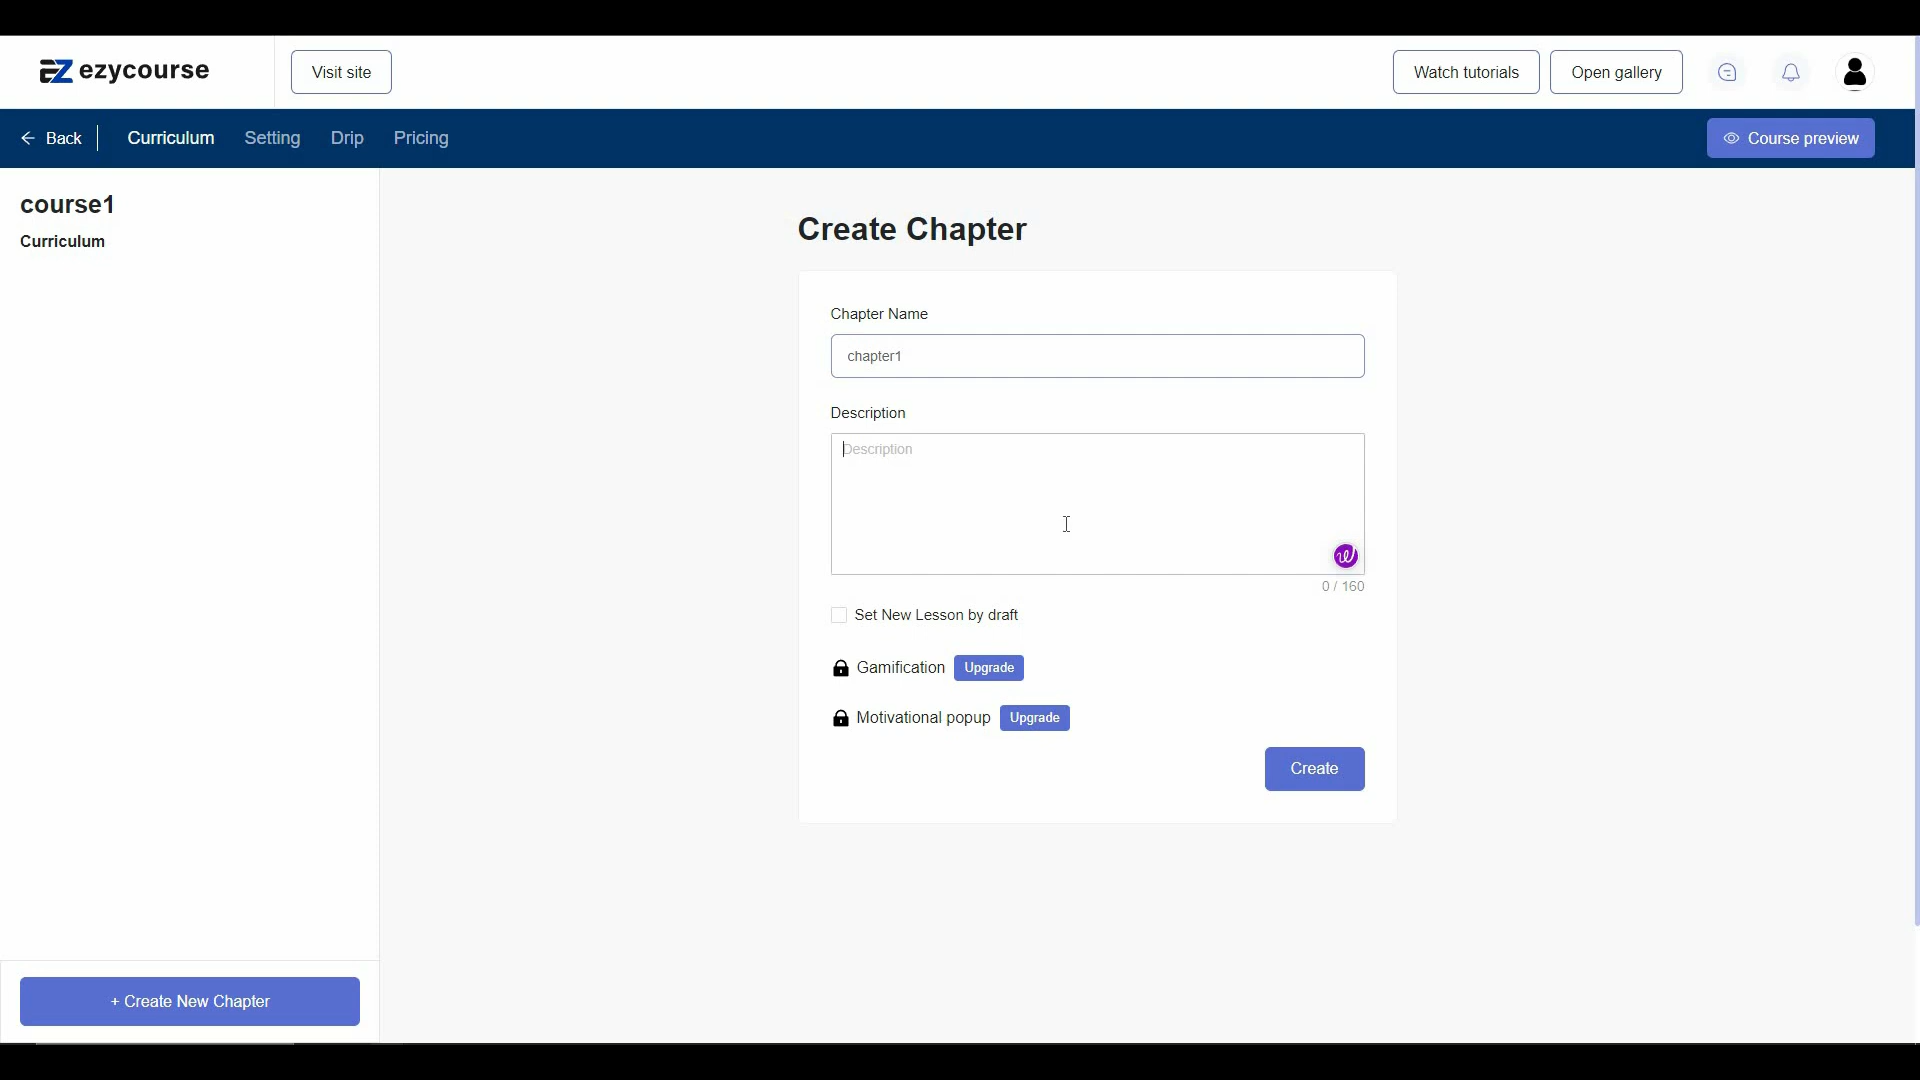 EZ ezycourse
Visit site
Watch tutorials
Open gallery
Back
Curriculum
Setting
Drip
Pricing
Course preview
course1
Curriculum
Create Chapter
Chapter Name
chapter1
Description
Description
0 / 160
Set New Lesson by draft
Gamification
Upgrade
Motivational popup
Upgrade
Create
+ Create New Chapter